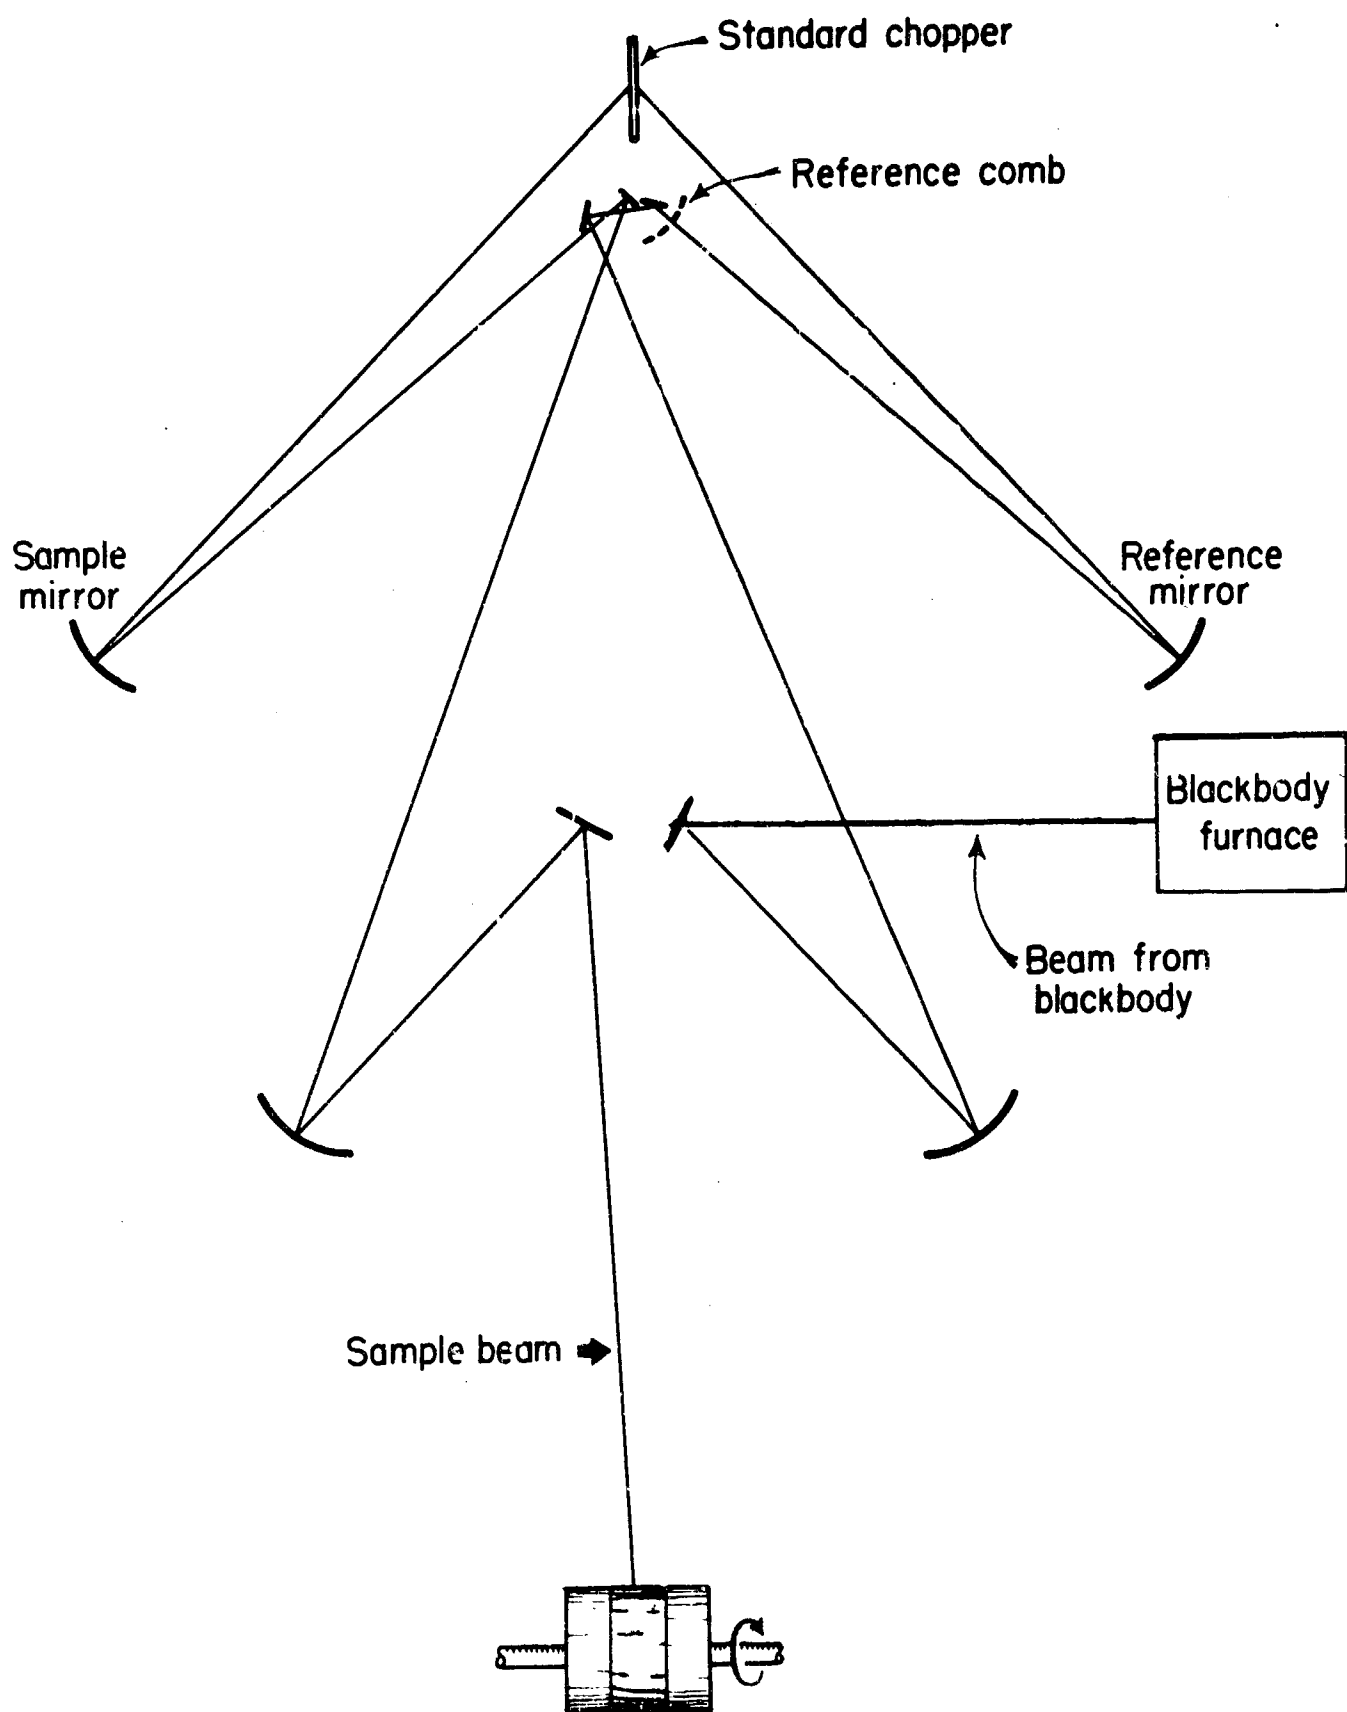 Standard chopper
Reference comb
Sample
mirror
Reference
mirror
Blackbody
furnace
Beam from
blackbody
Sample beam